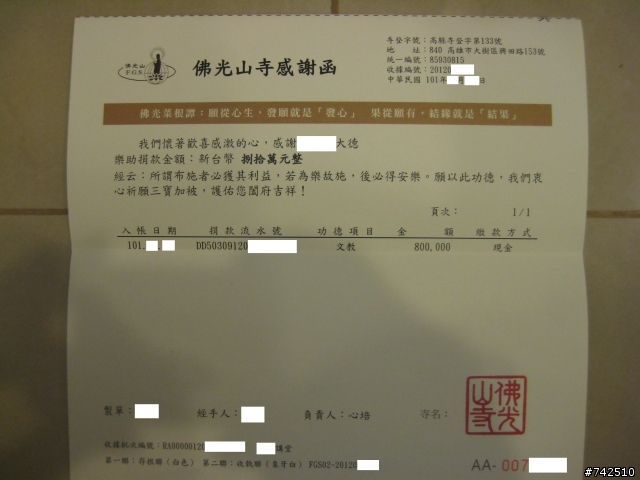 寺登字號：高縣寺登字第133號
地　址：840 高雄市大樹區興田路153號
統一編號：85930815
收據編號：20120
中華民國 101年 月 日
佛光山
FGS
佛光山寺感謝函
佛光菜根譚：願從心生，發願就是「發心」　果從願有，結緣就是「結果」
我們懷著歡喜感激的心，感謝 大德
樂助捐款金額：新台幣 捌拾萬元整
經云：所謂布施者必獲其利益，若為樂故施，後必得安樂。願以此功德，我們衷
心祈願三寶加被，護佑您闔府吉祥！
頁次： 1/1
入帳日期 捐款流水號 功德項目 金額 繳款方式
101. . DD50309120 文教 800,000 現金
製單： 經手人： 負責人：心培 寺名：
佛光山寺
收據批次編號：RA00000120 講堂
第一聯：存根聯(白色) 第二聯：收執聯(象牙白) FGS02-20120
AA- 007
#742510